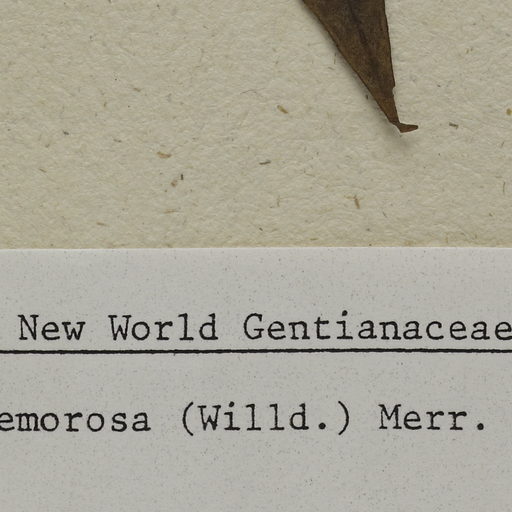 New World Gentianaceae
emorosa (Willd.) Merr.